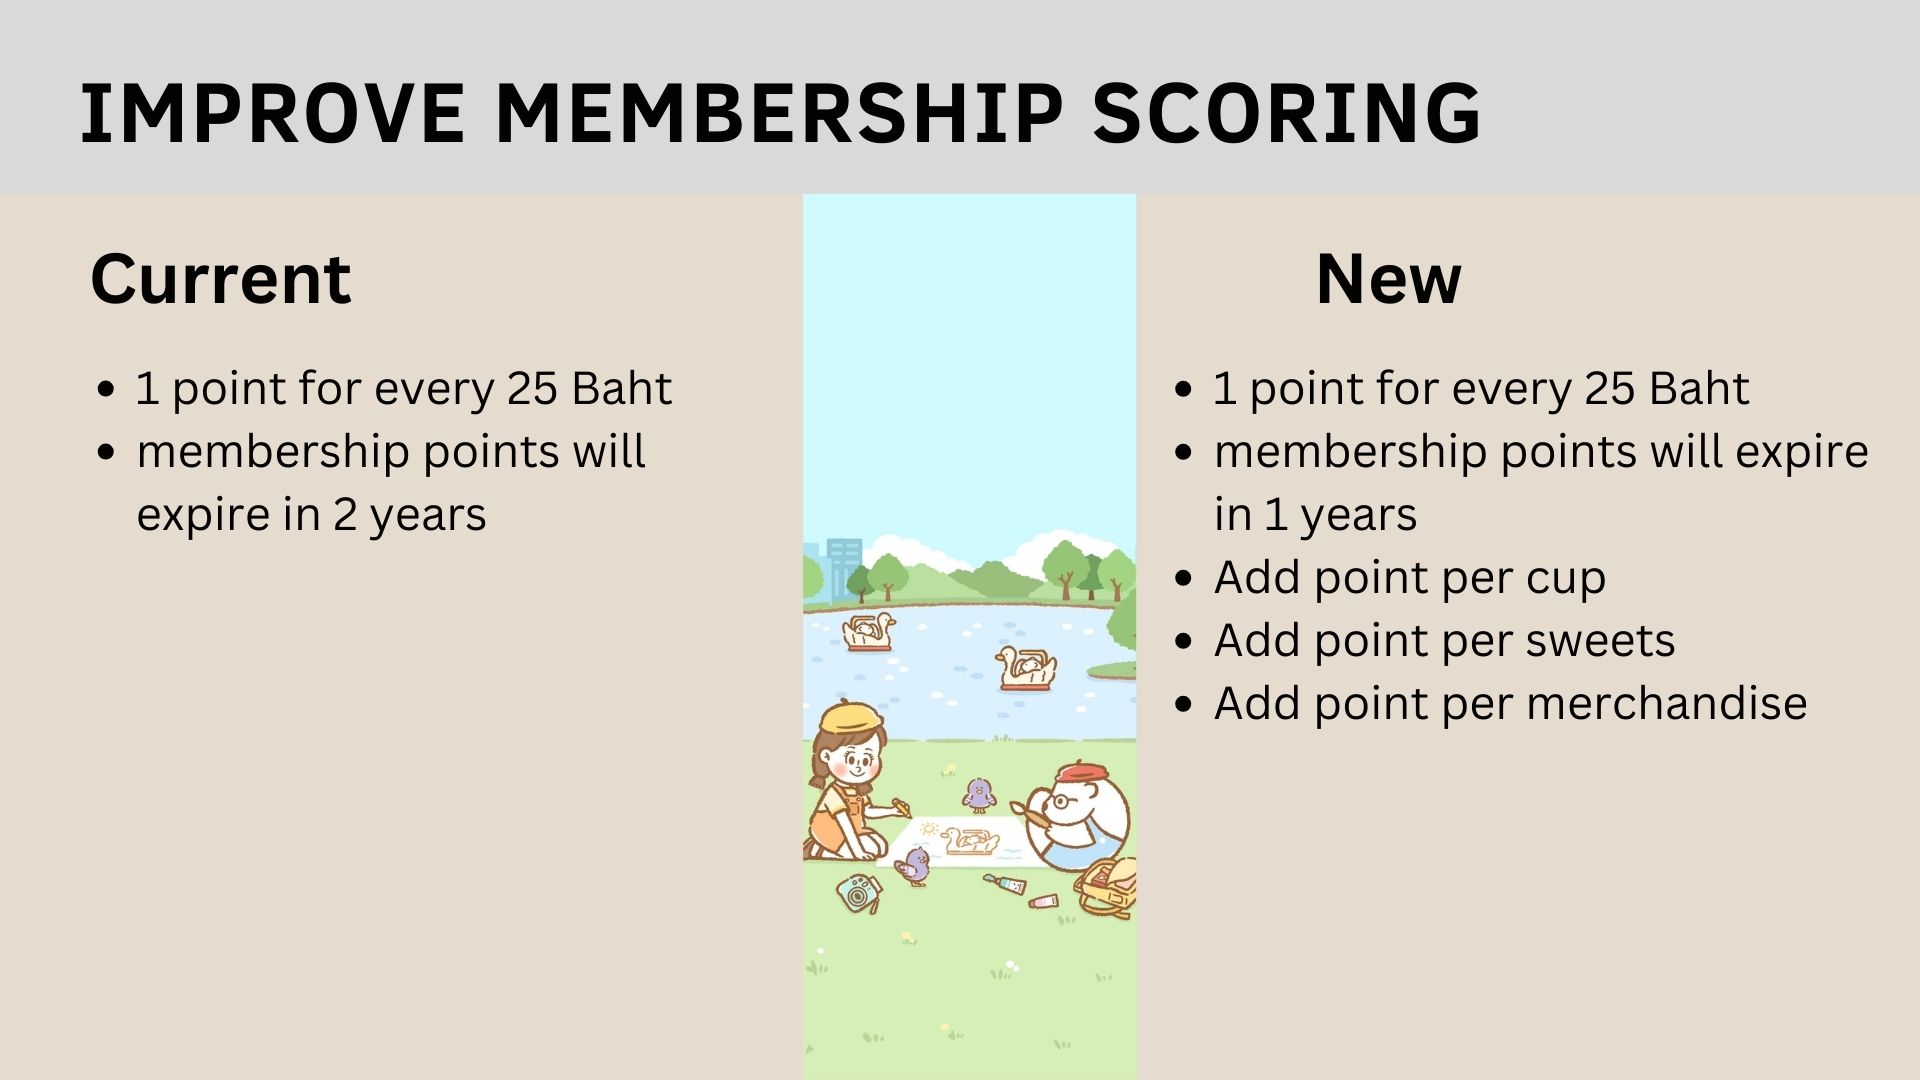 IMPROVE MEMBERSHIP SCORING
Current
• 1 point for every 25 Baht
• membership points will
expire in 2 years
New
• 1 point for every 25 Baht
• membership points will expire
in 1 years
• Add point per cup
• Add point per sweets
• Add point per merchandise